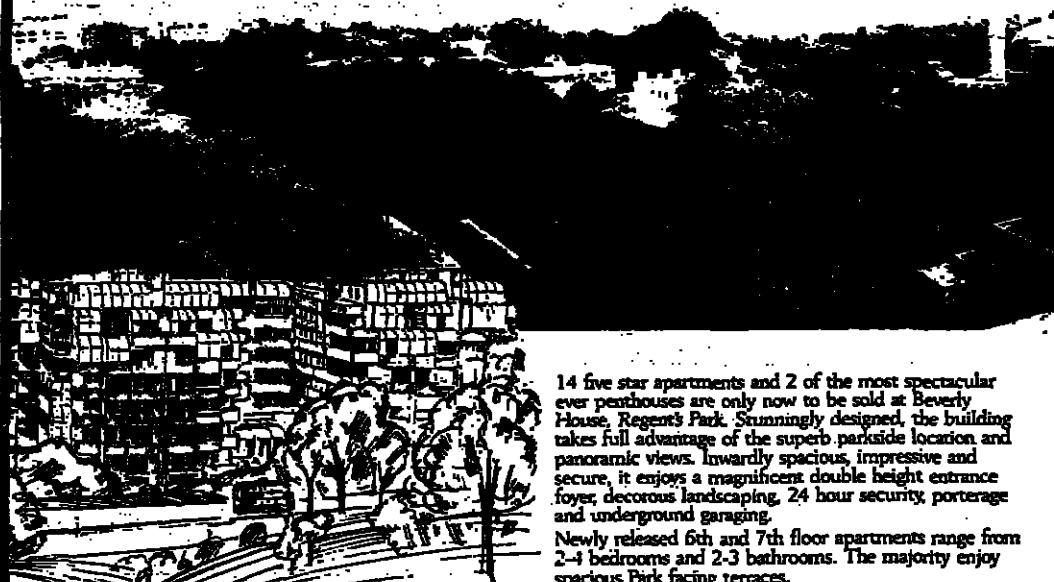 14 five star apartments and 2 of the most spectacular
ever penthouses are only now to be sold at Beverly
House, Regent's Park. Stunningly designed, the building
takes full advantage of the superb parkside location and
panoramic views. Inwardly spacious, impressive and
secure, it enjoys a magnificent double height entrance
foyer, decorous landscaping, 24 hour security, porterage
and underground garaging.
Newly released 6th and 7th floor apartments range from
2-4 bedrooms and 2-3 bathrooms. The majority enjoy
spacious Park facing terraces.